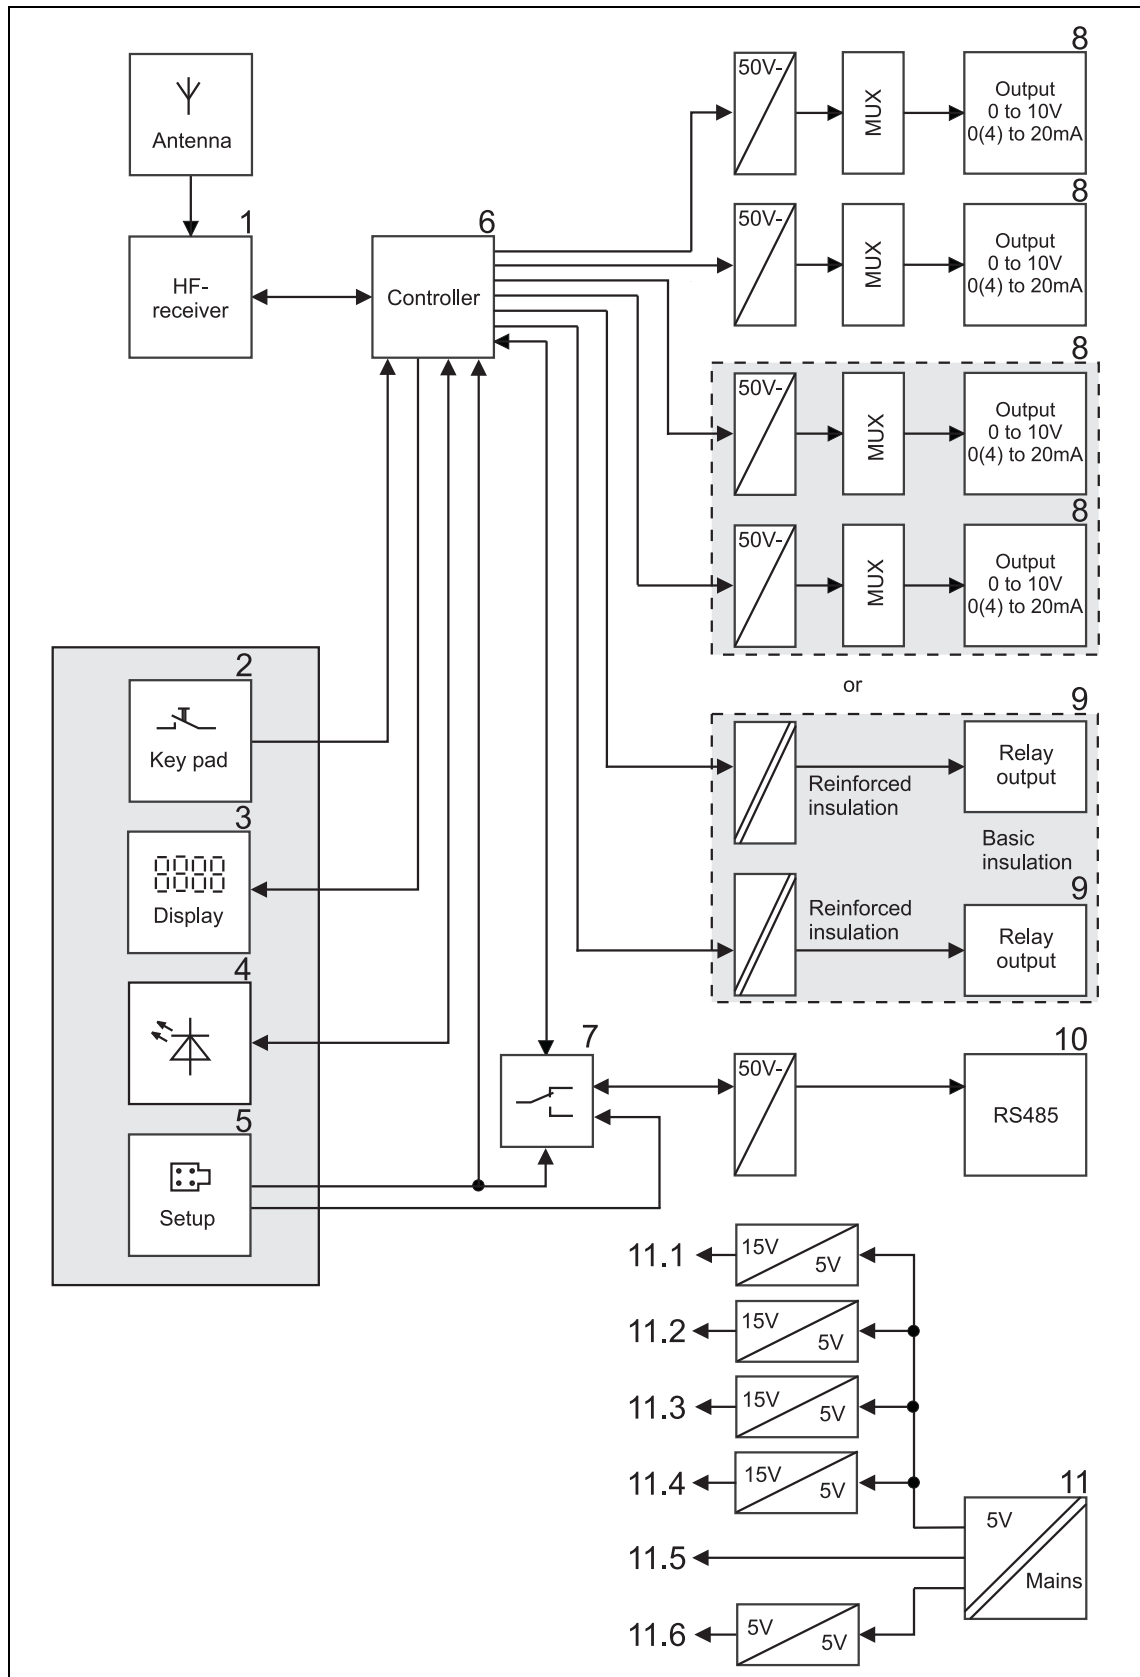 8
50V-
MUX
Output
0 to 10V
0(4) to 20mA
Antenna
8
50V-
MUX
Output
0 to 10V
0(4) to 20mA
1
HF-
receiver
6
Controller
8
50V-
MUX
Output
0 to 10V
0(4) to 20mA
8
50V-
MUX
Output
0 to 10V
0(4) to 20mA
or
2
Key pad
9
Relay
output
Reinforced
insulation
3
Display
Basic
insulation
9
Reinforced
insulation
Relay
output
4
7
10
50V-
RS485
5
Setup
11.1
15V
5V
11.2
15V
5V
11.3
15V
5V
11.4
15V
5V
11
5V
Mains
11.5
11.6
5V
5V